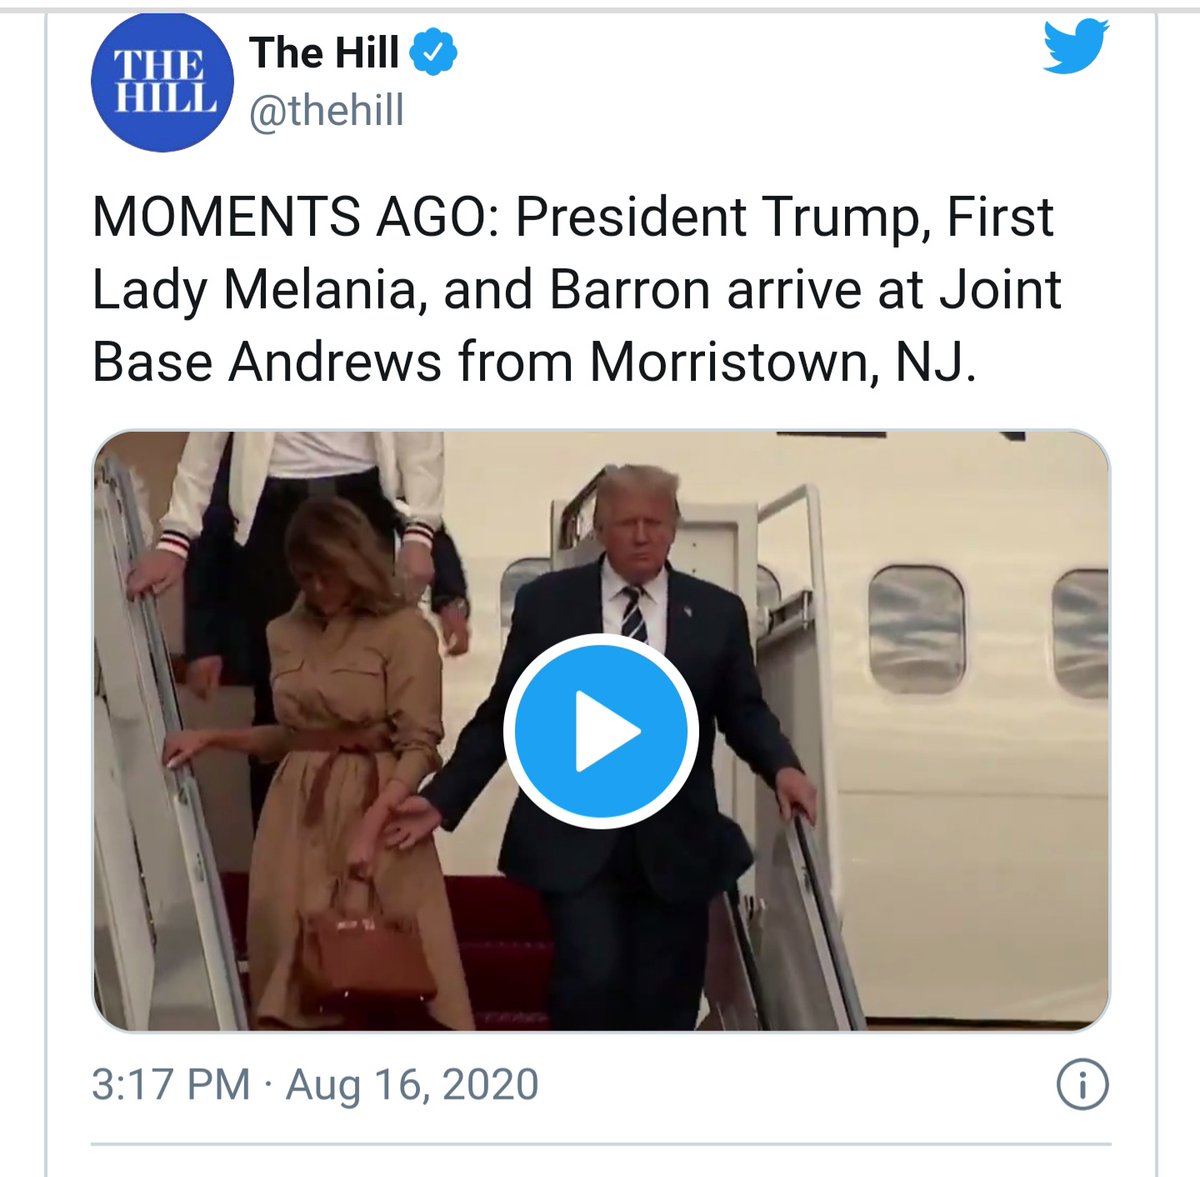 THE
HILL
The Hill
@thehill
MOMENTS AGO: President Trump, First
Lady Melania, and Barron arrive at Joint
Base Andrews from Morristown, NJ.
3:17 PM · Aug 16, 2020